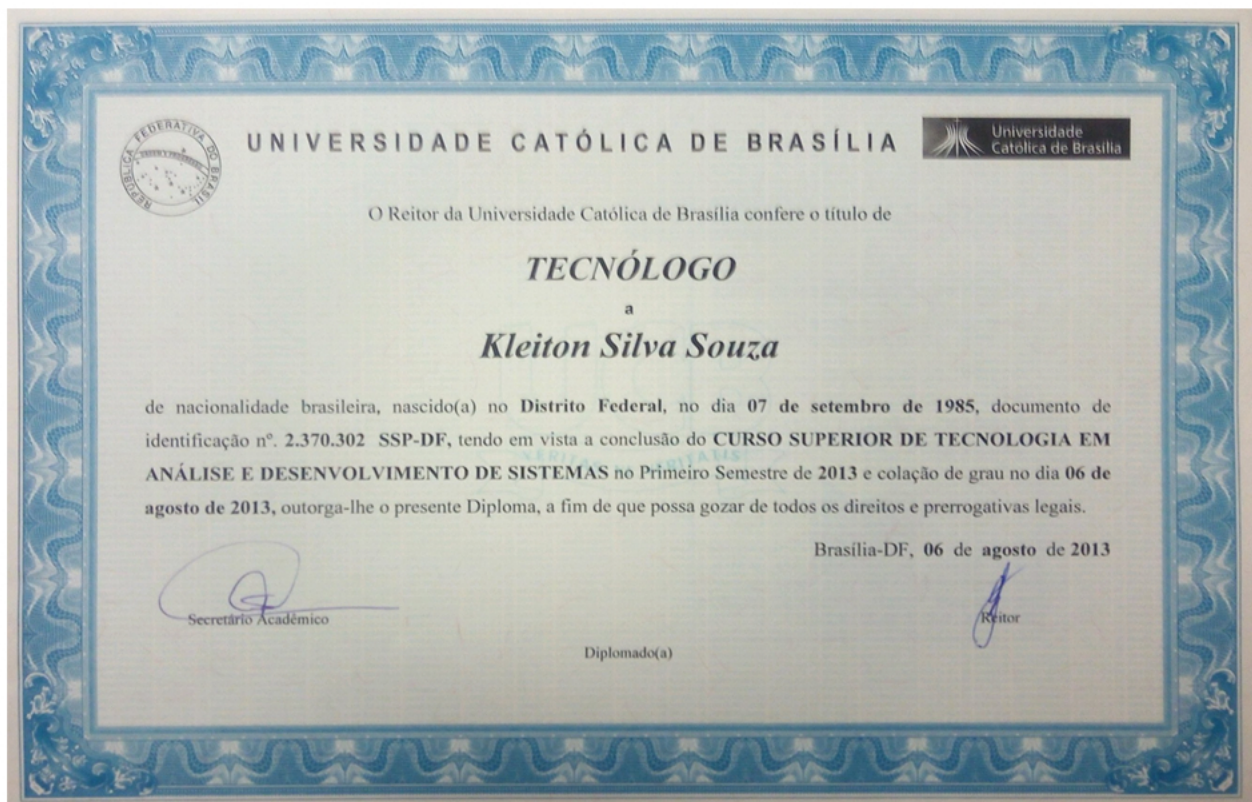 REPÚBLICA FEDERATIVA DO BRASIL
UNIVERSIDADE CATÓLICA DE BRASÍLIA
Universidade
Católica de Brasília
O Reitor da Universidade Católica de Brasília confere o título de
TECNÓLOGO
a
Kleiton Silva Souza
de nacionalidade brasileira, nascido(a) no Distrito Federal, no dia 07 de setembro de 1985, documento de
identificação nº. 2.370.302 SSP-DF, tendo em vista a conclusão do CURSO SUPERIOR DE TECNOLOGIA EM
ANÁLISE E DESENVOLVIMENTO DE SISTEMAS no Primeiro Semestre de 2013 e colação de grau no dia 06 de
agosto de 2013, outorga-lhe o presente Diploma, a fim de que possa gozar de todos os direitos e prerrogativas legais.
Brasília-DF, 06 de agosto de 2013
Secretário Acadêmico
Reitor
Diplomado(a)